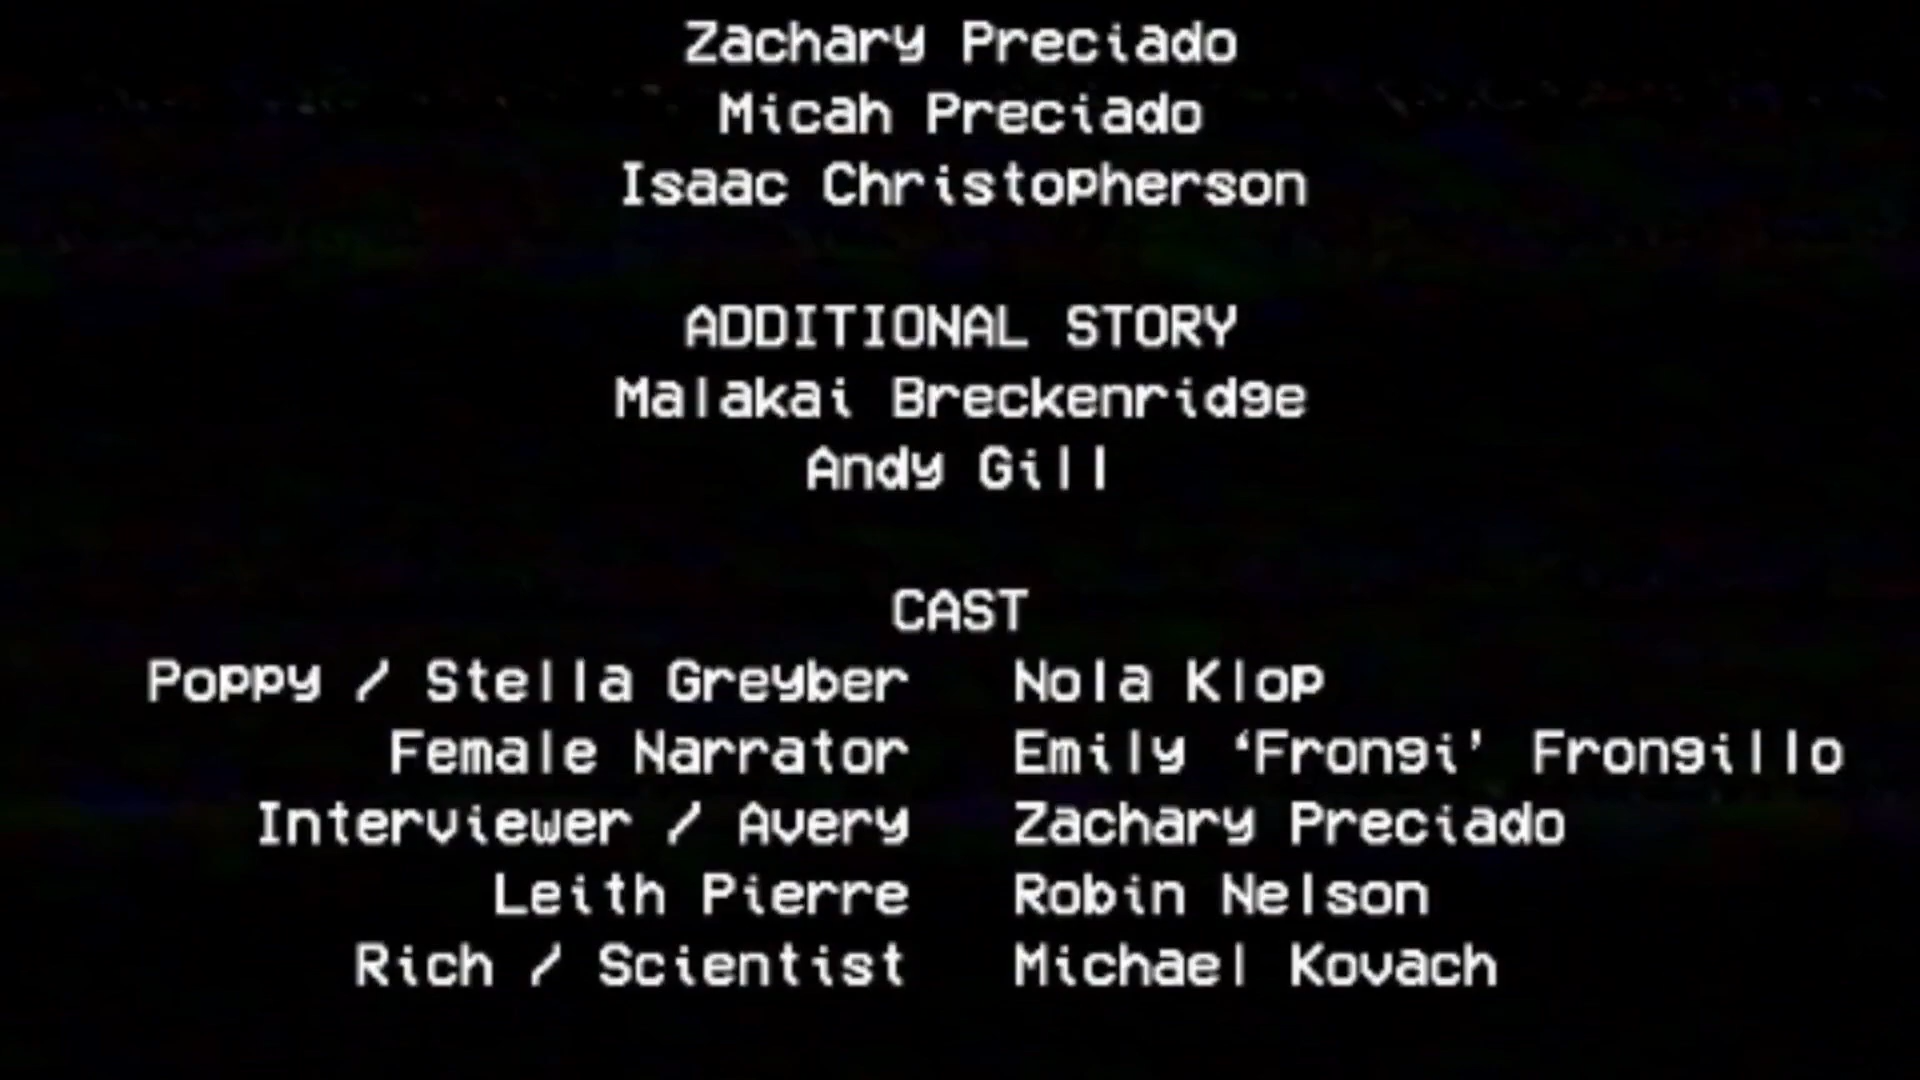 Zachary Preciado
Micah Preciado
Isaac Christopherson
ADDITIONAL STORY
Malakai Breckenridge
Andy Gill
CAST
Poppy / Stella Greyber Nola Klop
Female Narrator Emily ‘Frongi’ Frongillo
Interviewer / Avery Zachary Preciado
Leith Pierre Robin Nelson
Rich / Scientist Michael Kovach